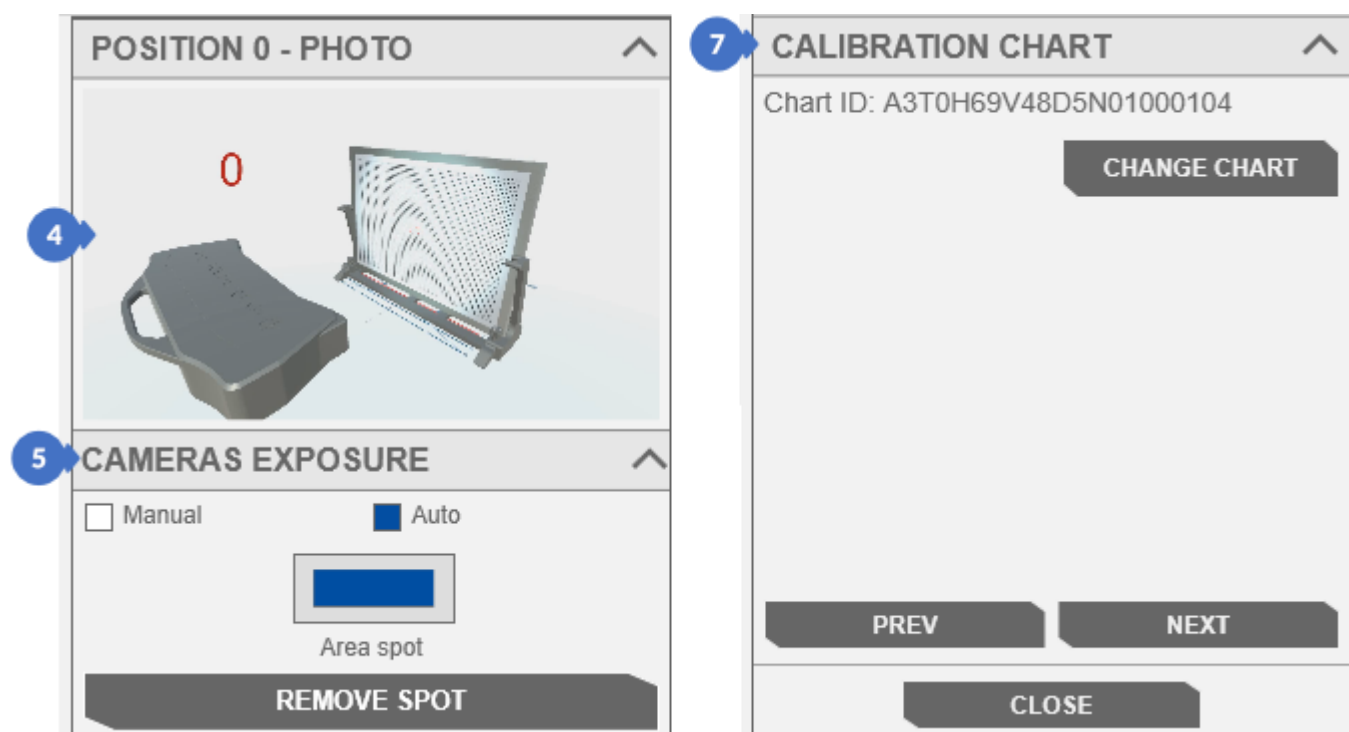 POSITION 0 - PHOTO
0
4
5
CAMERAS EXPOSURE
Manual
Auto
Area spot
REMOVE SPOT
7
CALIBRATION CHART
Chart ID: A3T0H69V48D5N01000104
CHANGE CHART
PREV
NEXT
CLOSE